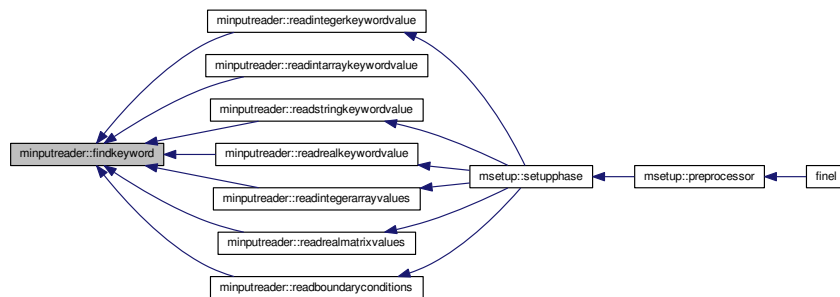 minputreader::readintegerkeywordvalue
minputreader::readintarraykeywordvalue
minputreader::readstringkeywordvalue
minputreader::findkeyword
minputreader::readrealkeywordvalue
msetup::setupphase
msetup::preprocessor
finel
minputreader::readintegerarrayvalues
minputreader::readrealmatrixvalues
minputreader::readboundaryconditions